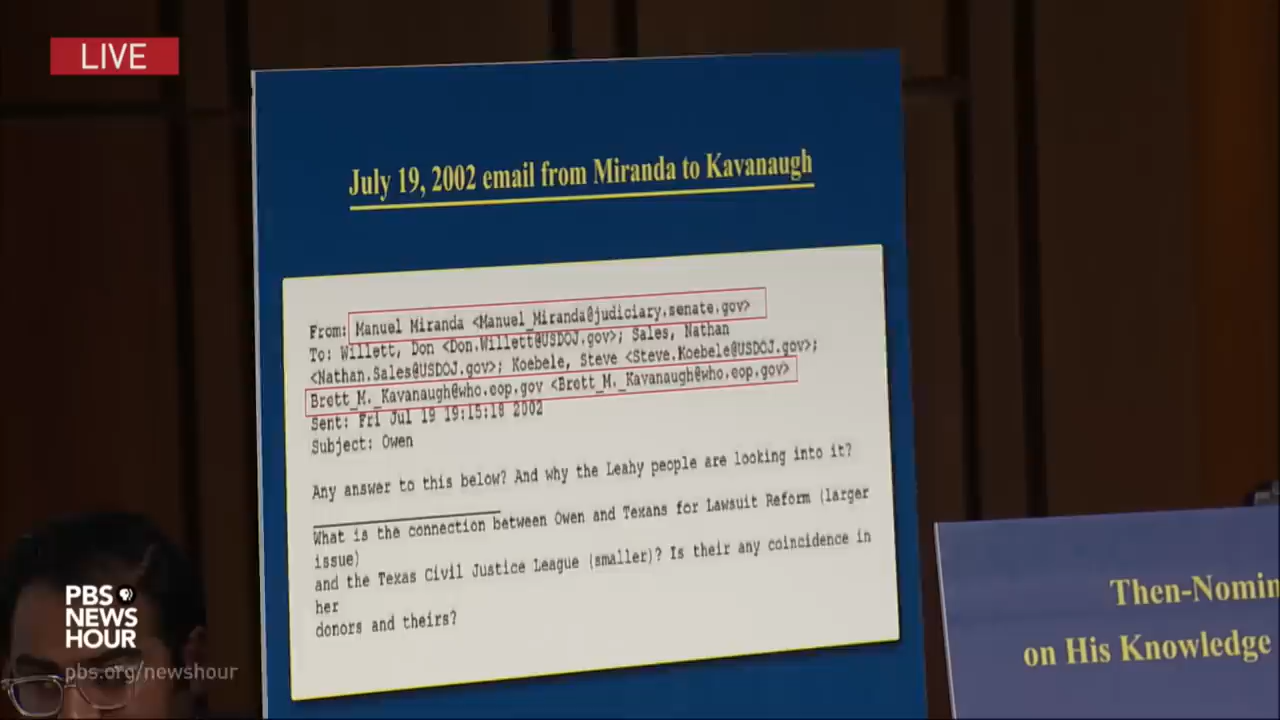 LIVE
July 19, 2002 email from Miranda to Kavanaugh
From: Manuel Miranda <Manuel_Miranda@judiciary.senate.gov>
To: Willett, Don <Don.Willett@USDOJ.gov>; Sales, Nathan
<Nathan.Sales@USDOJ.gov>; Koebele, Steve <Steve.Koebele@USDOJ.gov>;
Brett_M._Kavanaugh@who.eop.gov <Brett_M._Kavanaugh@who.eop.gov>
Sent: Fri Jul 19 19:15:18 2002
Subject: Owen
Any answer to this below? And why the Leahy people are looking into it?
What is the connection between Owen and Texans for Lawsuit Reform (larger
issue)
and the Texas Civil Justice League (smaller)? Is their any coincidence in
her
donors and theirs?
Then-Nomin
on His Knowledge
PBS
NEWS
HOUR
pbs.org/newshour